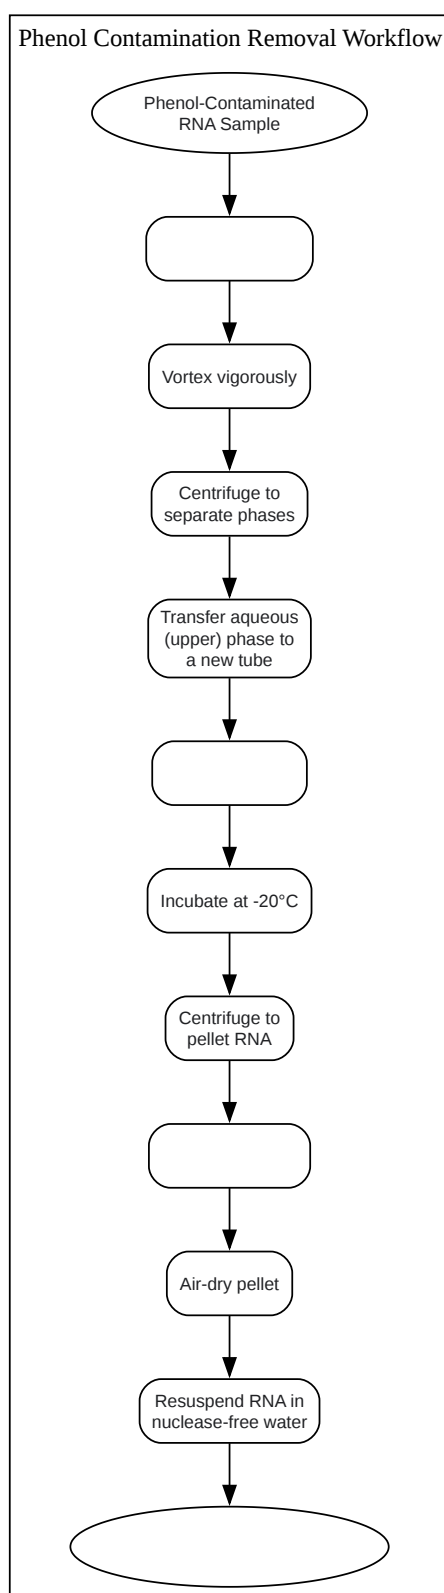 Phenol Contamination Removal Workflow
Phenol-Contaminated
RNA Sample
Vortex vigorously
Centrifuge to
separate phases
Transfer aqueous
(upper) phase to
a new tube
Incubate at -20°C
Centrifuge to
pellet RNA
Air-dry pellet
Resuspend RNA in
nuclease-free water